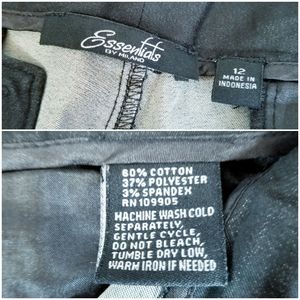 Essentials
BY MILANO
12
MADE IN
INDONESIA
60% COTTON
37% POLYESTER
3% SPANDEX
RN 109905
MACHINE WASH COLD
SEPARATELY,
GENTLE CYCLE,
DO NOT BLEACH,
TUMBLE DRY LOW,
WARM IRON IF NEEDED